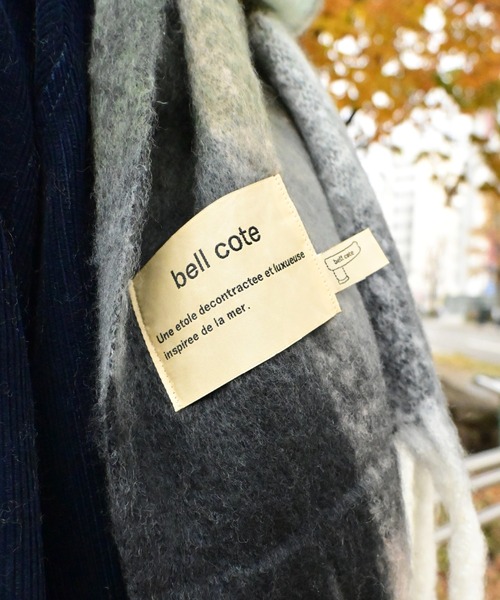 bell cote
Une etole decontractee et luxueuse
inspiree de la mer.
bell cote